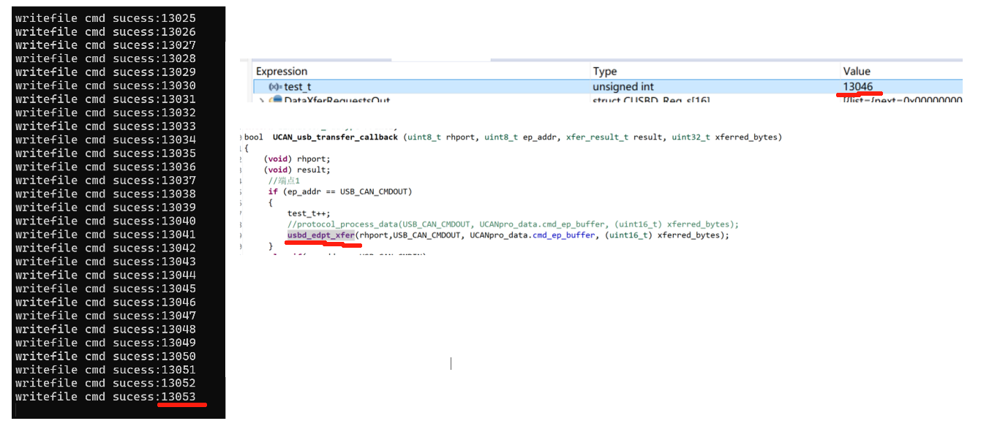 writefile cmd sucess:13025
writefile cmd sucess:13026
writefile cmd sucess:13027
writefile cmd sucess:13028
writefile cmd sucess:13029
writefile cmd sucess:13030
writefile cmd sucess:13031
writefile cmd sucess:13032
writefile cmd sucess:13033
writefile cmd sucess:13034
writefile cmd sucess:13035
writefile cmd sucess:13036
writefile cmd sucess:13037
writefile cmd sucess:13038
writefile cmd sucess:13039
writefile cmd sucess:13040
writefile cmd sucess:13041
writefile cmd sucess:13042
writefile cmd sucess:13043
writefile cmd sucess:13044
writefile cmd sucess:13045
writefile cmd sucess:13046
writefile cmd sucess:13047
writefile cmd sucess:13048
writefile cmd sucess:13049
writefile cmd sucess:13050
writefile cmd sucess:13051
writefile cmd sucess:13052
writefile cmd sucess:13053
Expression Type Value
(x)= test_t unsigned int 13046
DataXferRequestsOut struct CUSBD_Req_s[16] {{list={next=0x00000000
bool UCAN_usb_transfer_callback (uint8_t rhport, uint8_t ep_addr, xfer_result_t result, uint32_t xferred_bytes)
{
(void) rhport;
(void) result;
//端点1
if (ep_addr == USB_CAN_CMDOUT)
{
test_t++;
//protocol_process_data(USB_CAN_CMDOUT, UCANpro_data.cmd_ep_buffer, (uint16_t) xferred_bytes);
usbd_edpt_xfer(rhport,USB_CAN_CMDOUT, UCANpro_data.cmd_ep_buffer, (uint16_t) xferred_bytes);
}